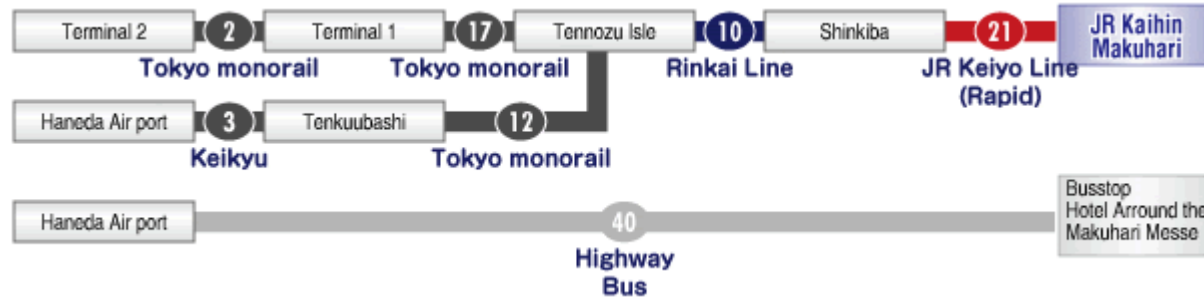 Terminal 2
2
Terminal 1
17
Tennozu Isle
10
Shinkiba
21
JR Kaihin
Makuhari
Tokyo monorail
Tokyo monorail
Rinkai Line
JR Keiyo Line
(Rapid)
Haneda Air port
3
Tenkuubashi
12
Keikyu
Tokyo monorail
Haneda Air port
40
Highway
Bus
Busstop
Hotel Arround the
Makuhari Messe